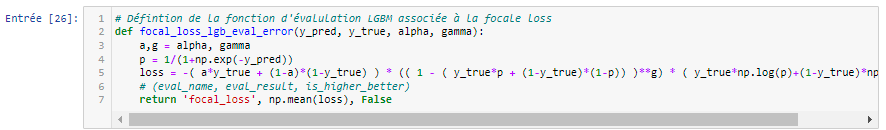 Entrée [26]:
1 # Défintion de la fonction d'évalulation LGBM associée à la focale loss
2 def focal_loss_lgb_eval_error(y_pred, y_true, alpha, gamma):
3 a,g = alpha, gamma
4 p = 1/(1+np.exp(-y_pred))
5 loss = -( a*y_true + (1-a)*(1-y_true) ) * (( 1 - ( y_true*p + (1-y_true)*(1-p)) )**g) * ( y_true*np.log(p)+(1-y_true)*np
6 # (eval_name, eval_result, is_higher_better)
7 return 'focal_loss', np.mean(loss), False